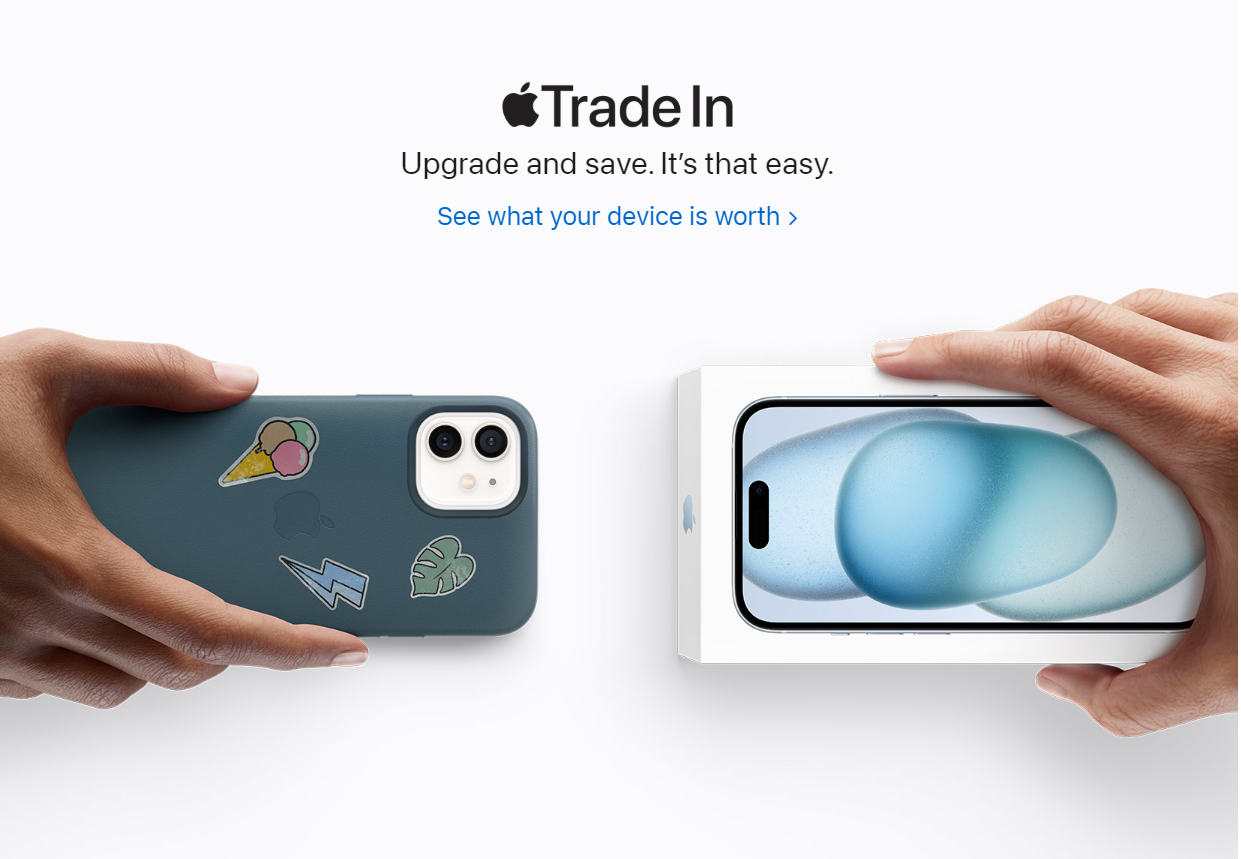 Trade In
Upgrade and save. It’s that easy.
See what your device is worth >